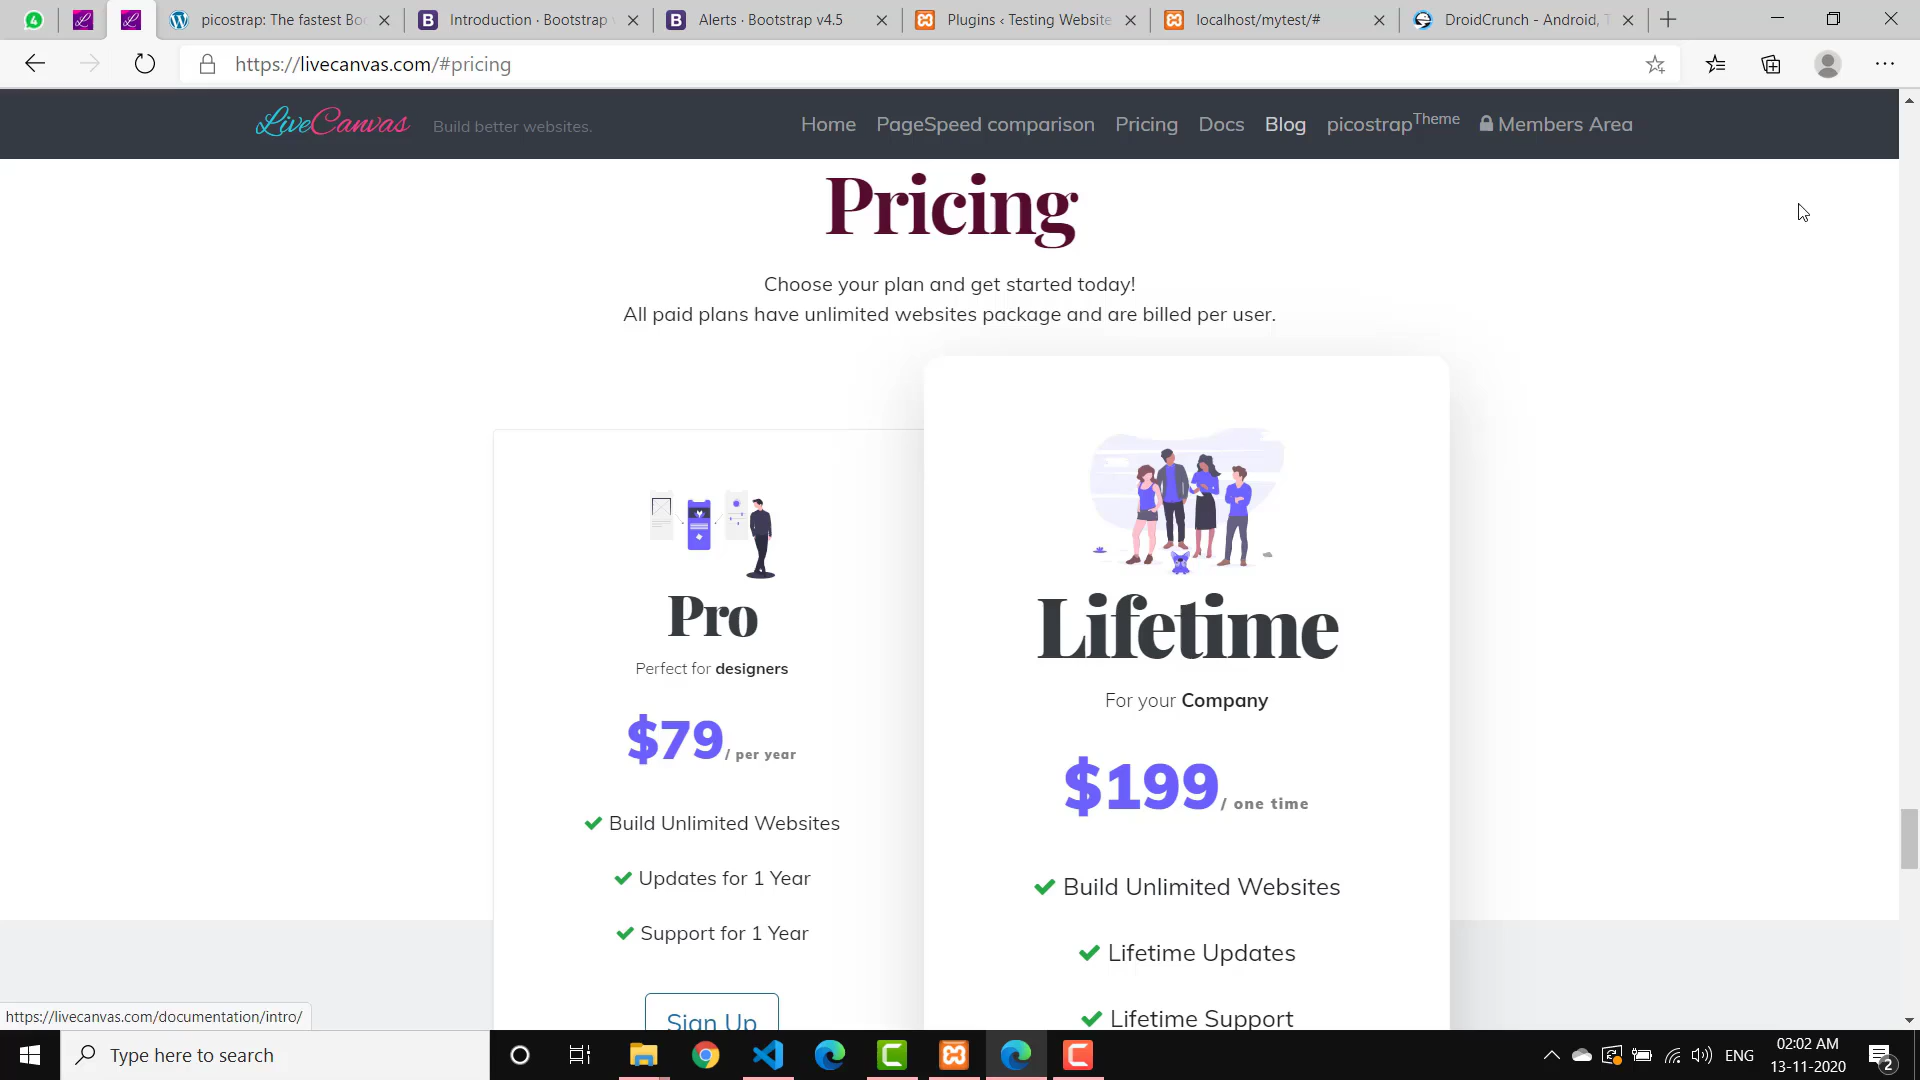 picostrap: The fastest Boo
Introduction · Bootstrap v
Alerts · Bootstrap v4.5
Plugins ‹ Testing Website
localhost/mytest/#
DroidCrunch - Android, T
https://livecanvas.com/#pricing
LiveCanvas Build better websites.
Home PageSpeed comparison Pricing Docs Blog picostrapTheme Members Area
Pricing
Choose your plan and get started today!
All paid plans have unlimited websites package and are billed per user.
Pro
Perfect for designers
$79/ per year
Build Unlimited Websites
Updates for 1 Year
Support for 1 Year
Sign Up
Lifetime
For your Company
$199/ one time
Build Unlimited Websites
Lifetime Updates
Lifetime Support
https://livecanvas.com/documentation/intro/
Type here to search
ENG
02:02 AM
13-11-2020
2